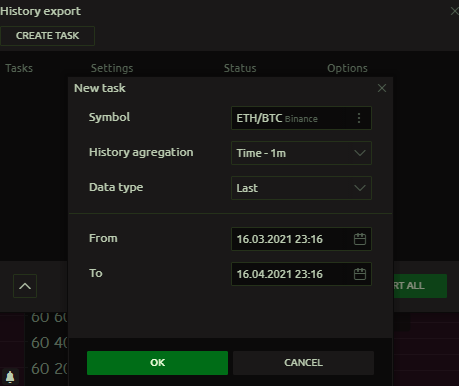 History export
CREATE TASK
Tasks Settings Status Options
New task
Symbol ETH/BTC Binance
History agregation Time - 1m
Data type Last
From 16.03.2021 23:16
To 16.04.2021 23:16
RT ALL
60 60
60 40
60 20
OK CANCEL